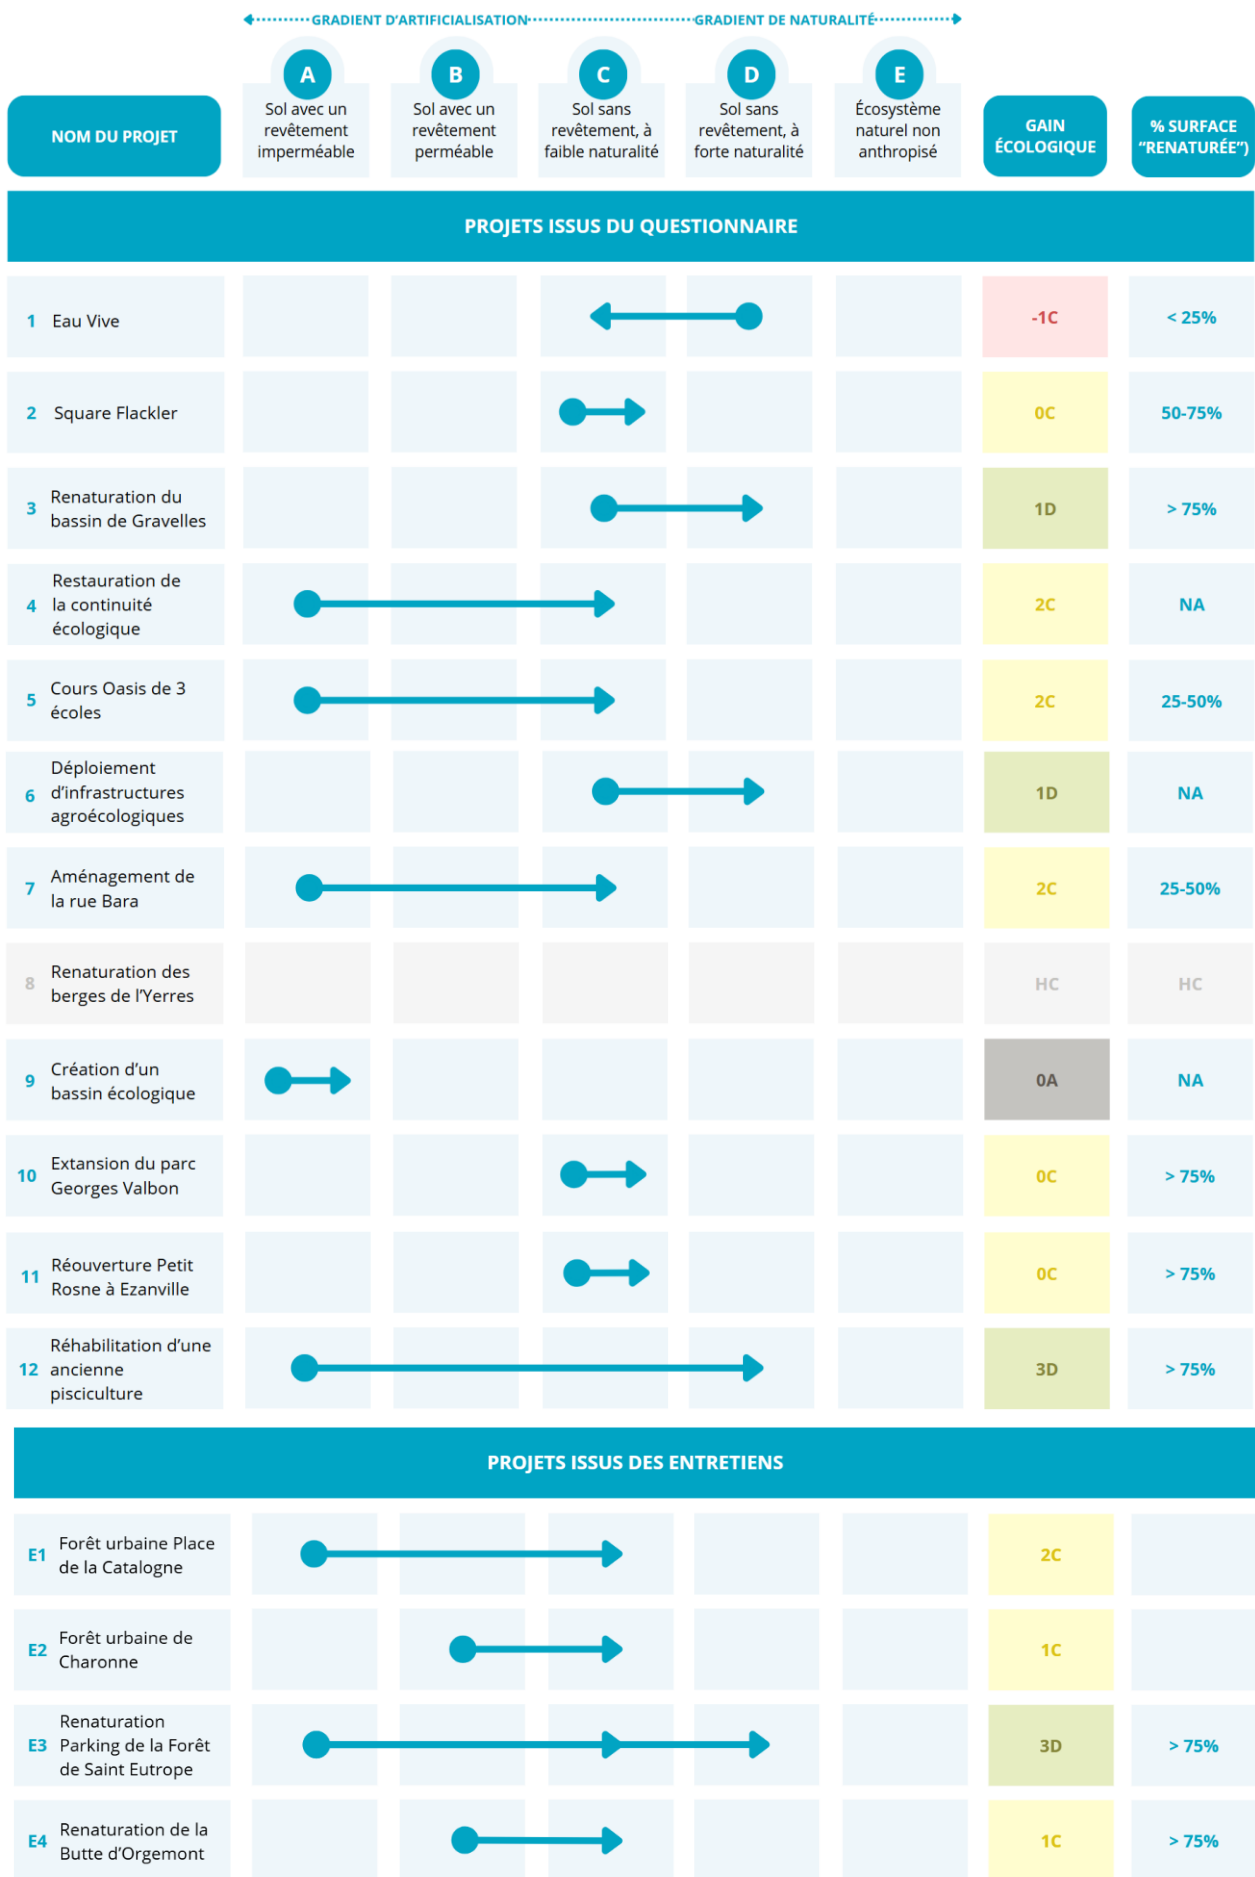 GRADIENT D'ARTIFICIALISATION GRADIENT DE NATURALITÉ
A
B
C
D
E
NOM DU PROJET
Sol avec un
revêtement
imperméable
Sol avec un
revêtement
perméable
Sol sans
revêtement, à
faible naturalité
Sol sans
revêtement, à
forte naturalité
Écosystème
naturel non
anthropisé
GAIN
ÉCOLOGIQUE
% SURFACE
“RENATURÉE”)
PROJETS ISSUS DU QUESTIONNAIRE
1 Eau Vive
-1C
< 25%
2 Square Flackler
0C
50-75%
3 Renaturation du
bassin de Gravelles
1D
> 75%
4 Restauration de
la continuité
écologique
2C
NA
5 Cours Oasis de 3
écoles
2C
25-50%
6 Déploiement
d’infrastructures
agroécologiques
1D
NA
7 Aménagement de
la rue Bara
2C
25-50%
8 Renaturation des
berges de l’Yerres
HC
HC
9 Création d’un
bassin écologique
0A
NA
10 Extansion du parc
Georges Valbon
0C
> 75%
11 Réouverture Petit
Rosne à Ezanville
0C
> 75%
12 Réhabilitation d’une
ancienne
pisciculture
3D
> 75%
PROJETS ISSUS DES ENTRETIENS
E1 Forêt urbaine Place
de la Catalogne
2C
E2 Forêt urbaine de
Charonne
1C
E3 Renaturation
Parking de la Forêt
de Saint Eutrope
3D
> 75%
E4 Renaturation de la
Butte d’Orgemont
1C
> 75%